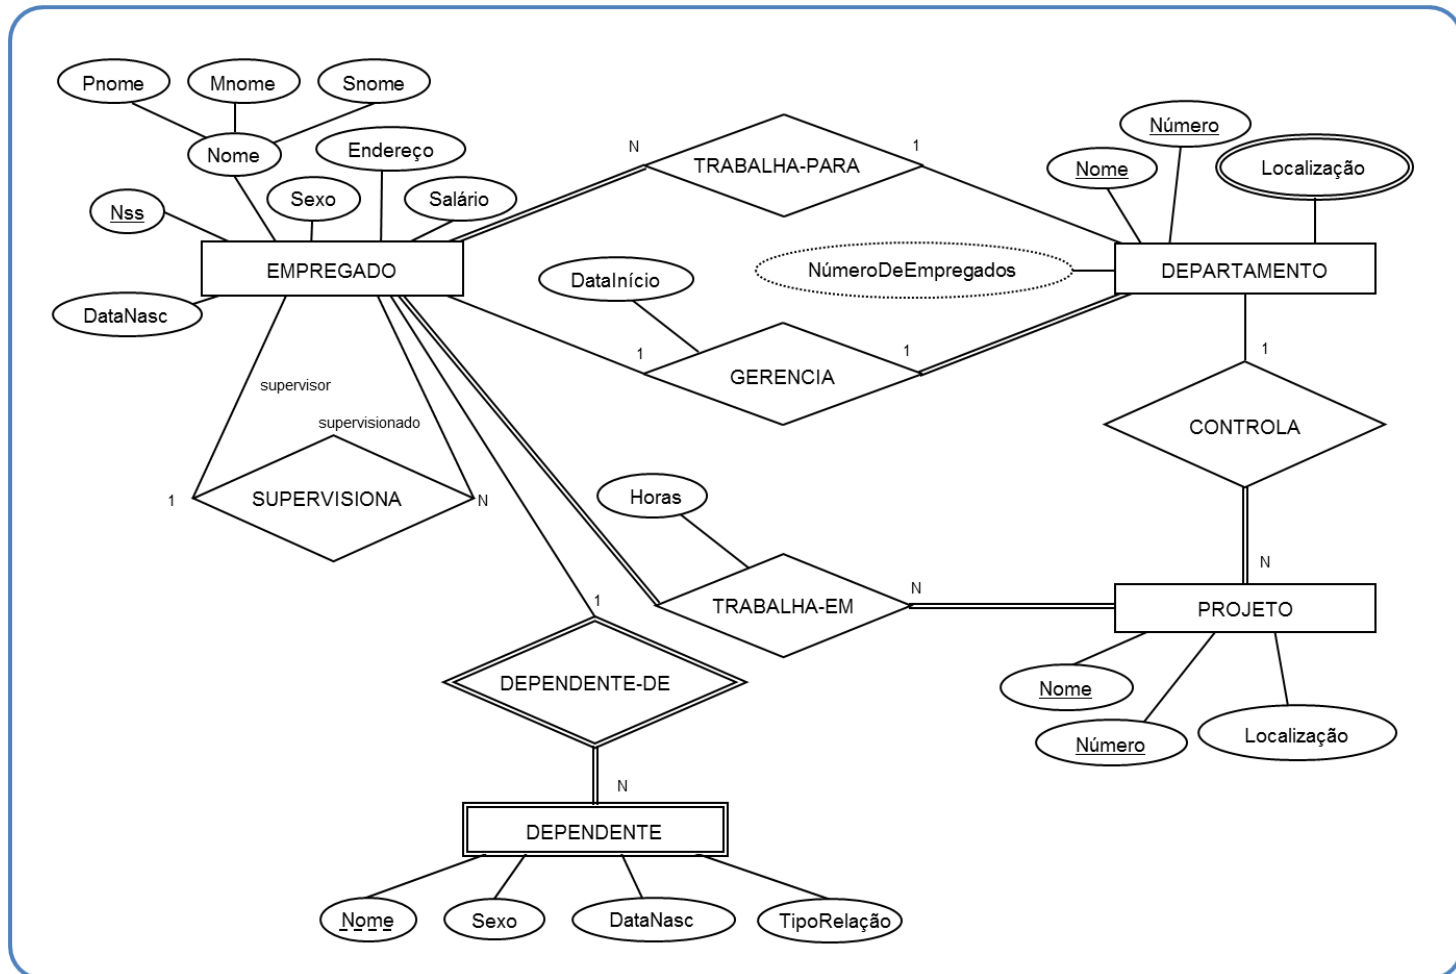 Pnome
Mnome
Snome
Nome
Endereço
Nss
Sexo
Salário
EMPREGADO
DataNasc
N
TRABALHA-PARA
1
Nome
Número
Localização
NúmeroDeEmpregados
DEPARTAMENTO
DataInício
1
GERENCIA
1
1
CONTROLA
N
supervisor
supervisionado
1
SUPERVISIONA
N
Horas
TRABALHA-EM
N
PROJETO
Nome
Número
Localização
1
DEPENDENTE-DE
N
DEPENDENTE
Nome
Sexo
DataNasc
TipoRelação